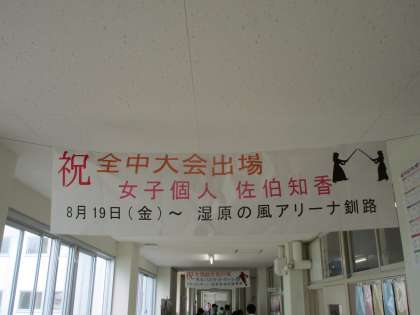 祝 全中大会出場
女子個人 佐伯知香
8月19日(金)〜 湿原の風アリーナ釧路